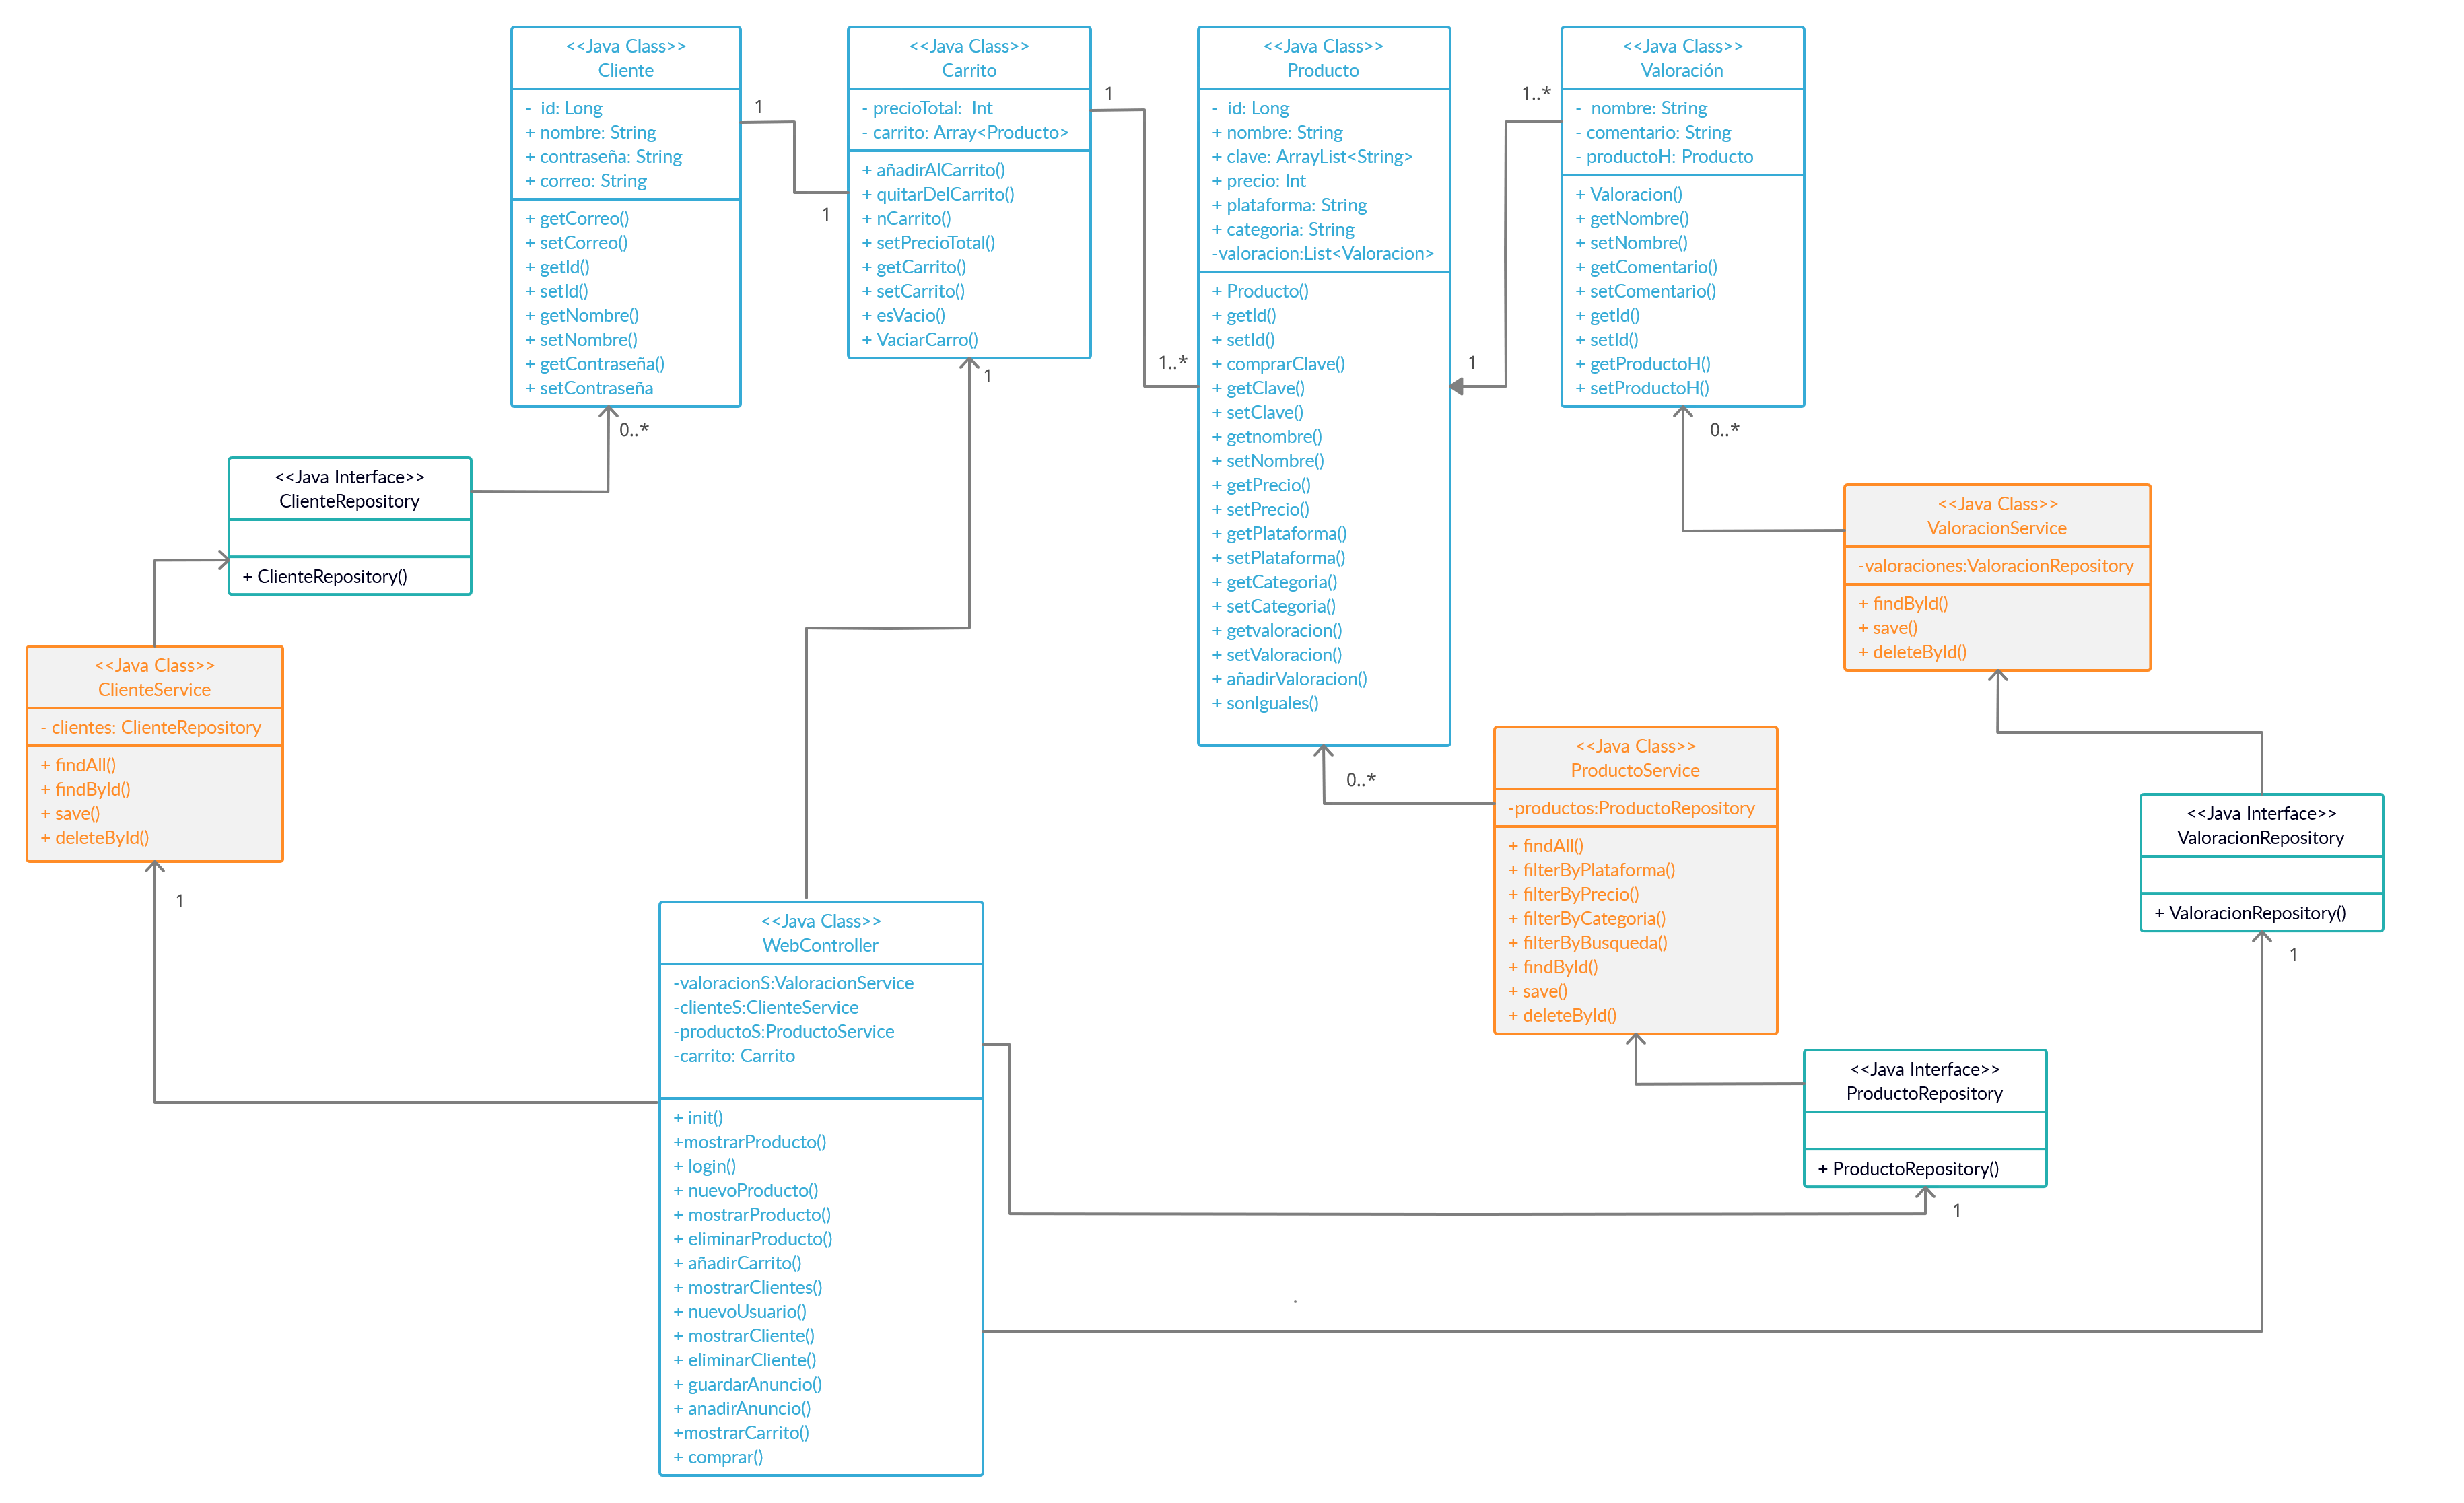 <<Java Class>>
Cliente
-  id: Long
+ nombre: String
+ contraseña: String
+ correo: String
+ getCorreo()
+ setCorreo()
+ getId()
+ setId()
+ getNombre()
+ setNombre()
+ getContraseña()
+ setContraseña
1
1
0..*
<<Java Class>>
Carrito
- precioTotal:  Int
- carrito: Array<Producto>
+ añadirAlCarrito()
+ quitarDelCarrito()
+ nCarrito()
+ setPrecioTotal()
+ getCarrito()
+ setCarrito()
+ esVacio()
+ VaciarCarro()
1
1
1..*
<<Java Class>>
Producto
-  id: Long
+ nombre: String
+ clave: ArrayList<String>
+ precio: Int
+ plataforma: String
+ categoria: String
-valoracion:List<Valoracion>
+ Producto()
+ getId()
+ setId()
+ comprarClave()
+ getClave()
+ setClave()
+ getnombre()
+ setNombre()
+ getPrecio()
+ setPrecio()
+ getPlataforma()
+ setPlataforma()
+ getCategoria()
+ setCategoria()
+ getvaloracion()
+ setValoracion()
+ añadirValoracion()
+ sonIguales()
1..*
1
0..*
<<Java Class>>
Valoración
-  nombre: String
- comentario: String
- productoH: Producto
+ Valoracion()
+ getNombre()
+ setNombre()
+ getComentario()
+ setComentario()
+ getId()
+ setId()
+ getProductoH()
+ setProductoH()
0..*
<<Java Interface>>
ClienteRepository
+ ClienteRepository()
<<Java Class>>
ValoracionService
-valoraciones:ValoracionRepository
+ findById()
+ save()
+ deleteById()
<<Java Class>>
ClienteService
- clientes: ClienteRepository
+ findAll()
+ findById()
+ save()
+ deleteById()
1
<<Java Class>>
ProductoService
-productos:ProductoRepository
+ findAll()
+ filterByPlataforma()
+ filterByPrecio()
+ filterByCategoria()
+ filterByBusqueda()
+ findById()
+ save()
+ deleteById()
<<Java Interface>>
ValoracionRepository
+ ValoracionRepository()
1
<<Java Class>>
WebController
-valoracionS:ValoracionService
-clienteS:ClienteService
-productoS:ProductoService
-carrito: Carrito
+ init()
+mostrarProducto()
+ login()
+ nuevoProducto()
+ mostrarProducto()
+ eliminarProducto()
+ añadirCarrito()
+ mostrarClientes()
+ nuevoUsuario()
+ mostrarCliente()
+ eliminarCliente()
+ guardarAnuncio()
+ anadirAnuncio()
+mostrarCarrito()
+ comprar()
<<Java Interface>>
ProductoRepository
+ ProductoRepository()
1
.